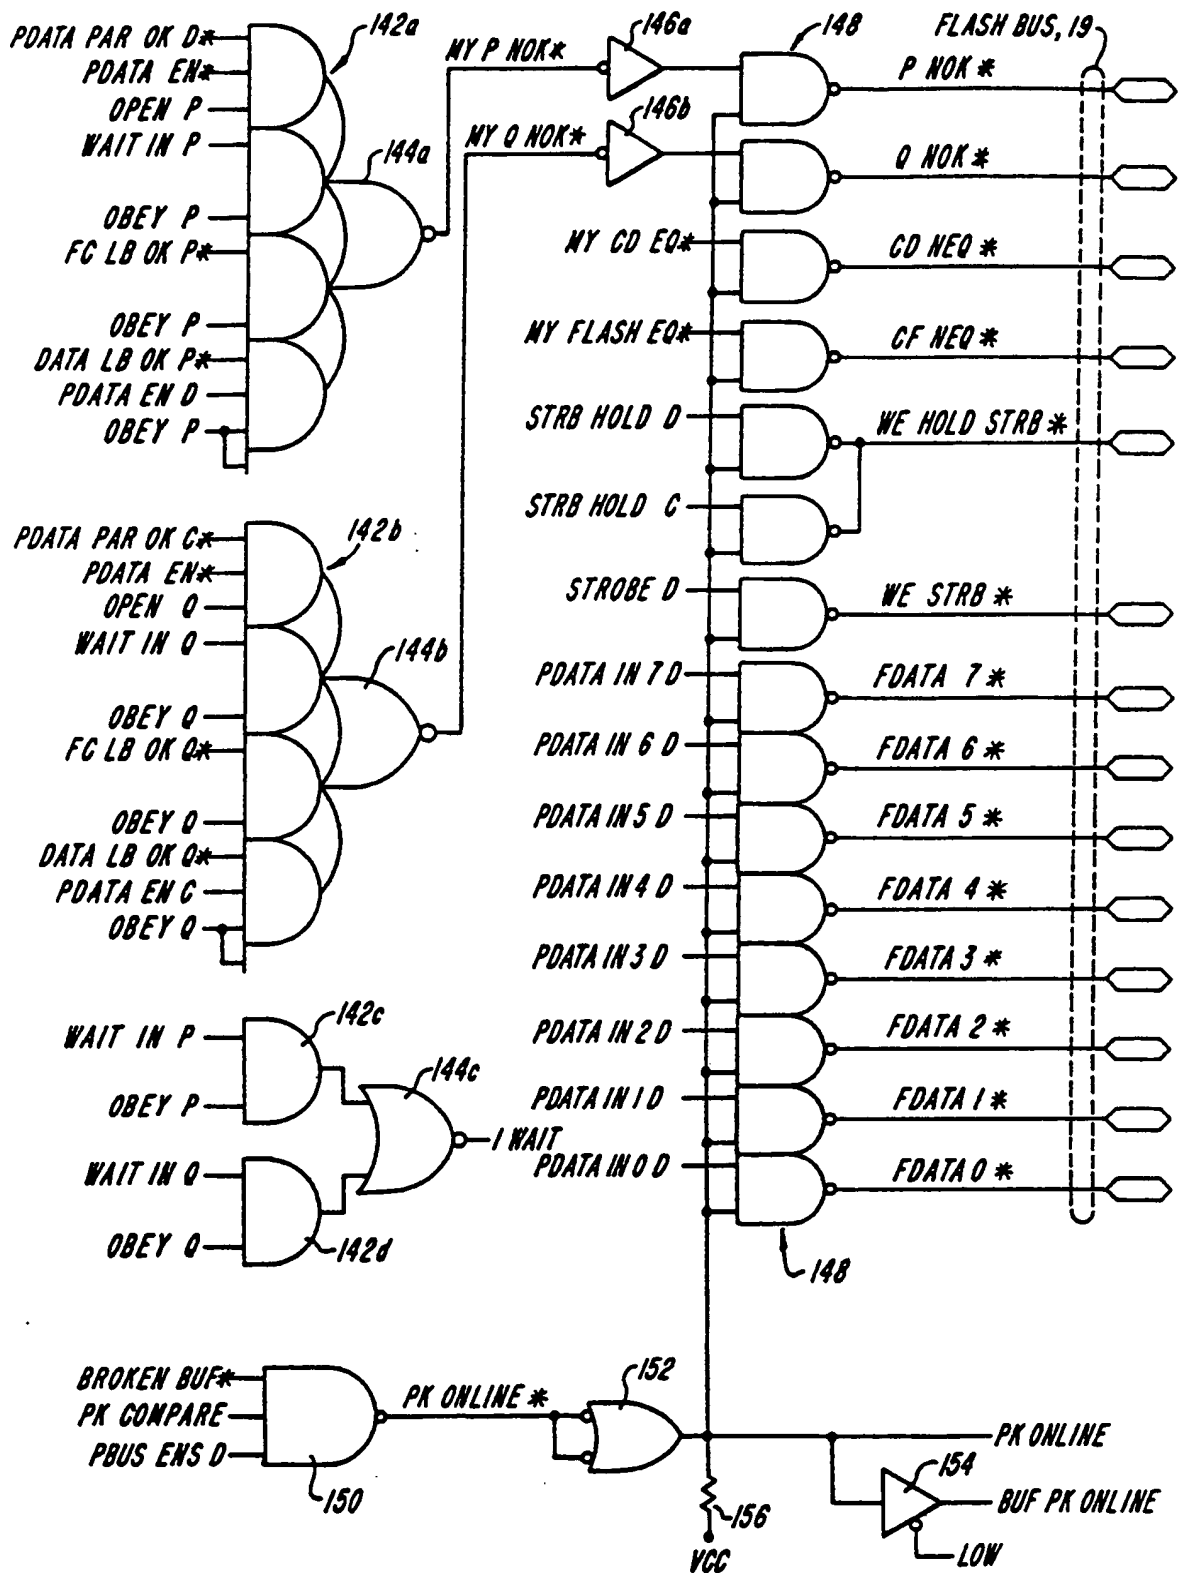 PDATA PAR OK D*
PDATA EN*
OPEN P
WAIT IN P
OBEY P
FC LB OK P*
OBEY P
DATA LB OK P*
PDATA EN D
OBEY P
142a
144a
MY P NOK*
MY Q NOK*
146a
146b
148
FLASH BUS, 19
P NOK *
Q NOK *
MY CD EQ*
CD NEQ *
MY FLASH EQ*
CF NEQ *
STRB HOLD D
WE HOLD STRB *
STRB HOLD C
STROBE D
WE STRB *
PDATA IN 7 D
FDATA 7 *
PDATA IN 6 D
FDATA 6 *
PDATA IN 5 D
FDATA 5 *
PDATA IN 4 D
FDATA 4 *
PDATA IN 3 D
FDATA 3 *
PDATA IN 2 D
FDATA 2 *
PDATA IN 1 D
FDATA 1 *
PDATA IN 0 D
FDATA 0 *
148
PDATA PAR OK C*
PDATA EN*
OPEN Q
WAIT IN Q
OBEY Q
FC LB OK Q*
OBEY Q
DATA LB OK Q*
PDATA EN C
OBEY Q
142b
144b
WAIT IN P
OBEY P
WAIT IN Q
OBEY Q
142c
142d
144c
I WAIT
BROKEN BUF*
PK COMPARE
PBUS ENS D
150
PK ONLINE *
152
156
VCC
PK ONLINE
154
BUF PK ONLINE
LOW